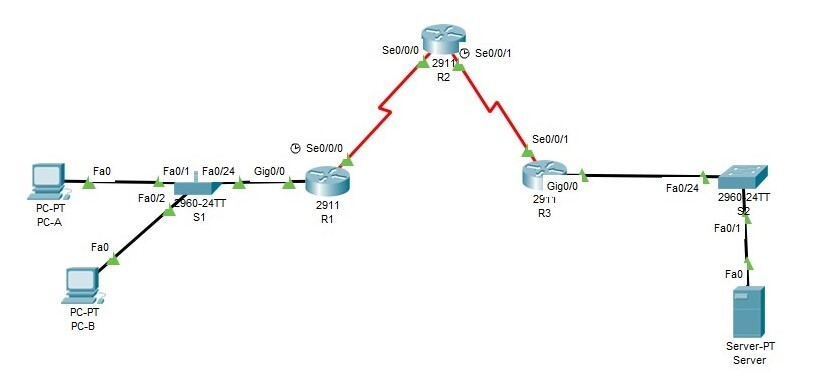 Se0/0/0
Se0/0/1
2911
R2
Se0/0/0
Se0/0/1
Fa0
Fa0/1
Fa0/24
Gig0/0
Fa0/2
2960-24TT
S1
2911
R1
Gig0/0
2911
R3
Fa0/24
2960-24TT
S2
PC-PT
PC-A
Fa0/1
Fa0
PC-PT
PC-B
Fa0
Server-PT
Server